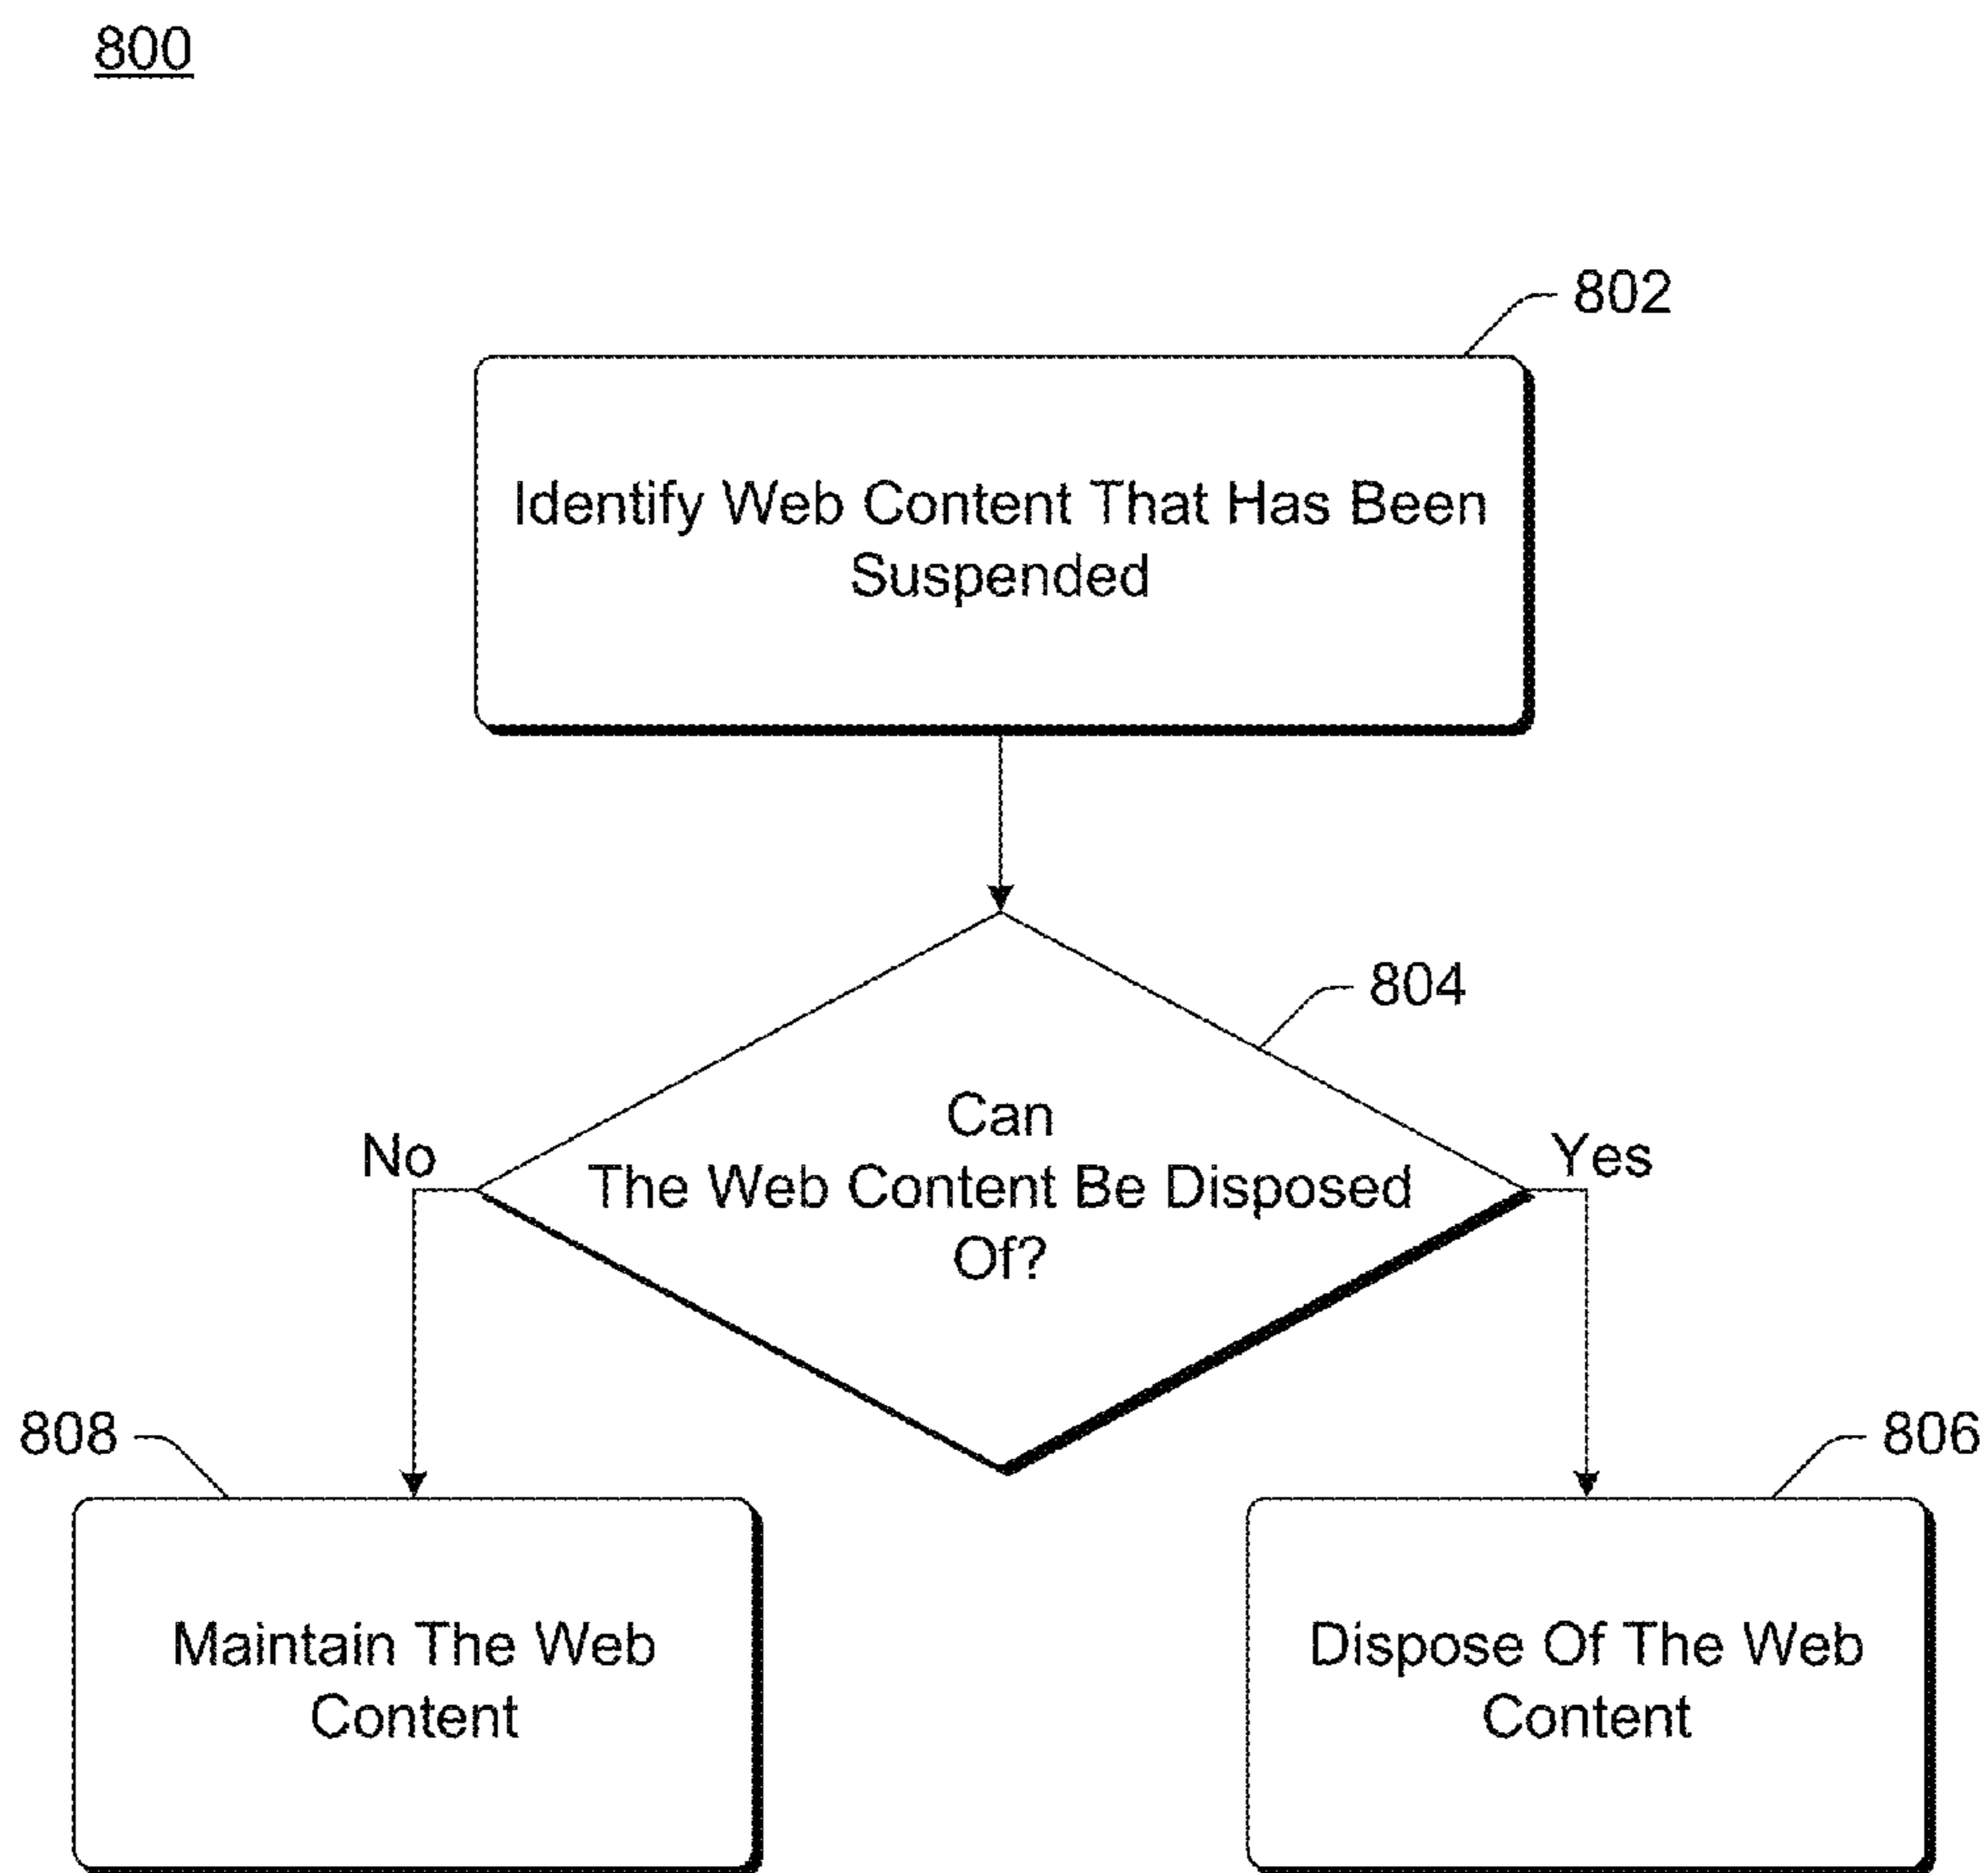 800
802
Identify Web Content That Has Been
Suspended
804
Can
The Web Content Be Disposed
Of?
No
Yes
808
806
Maintain The Web
Content
Dispose Of The Web
Content